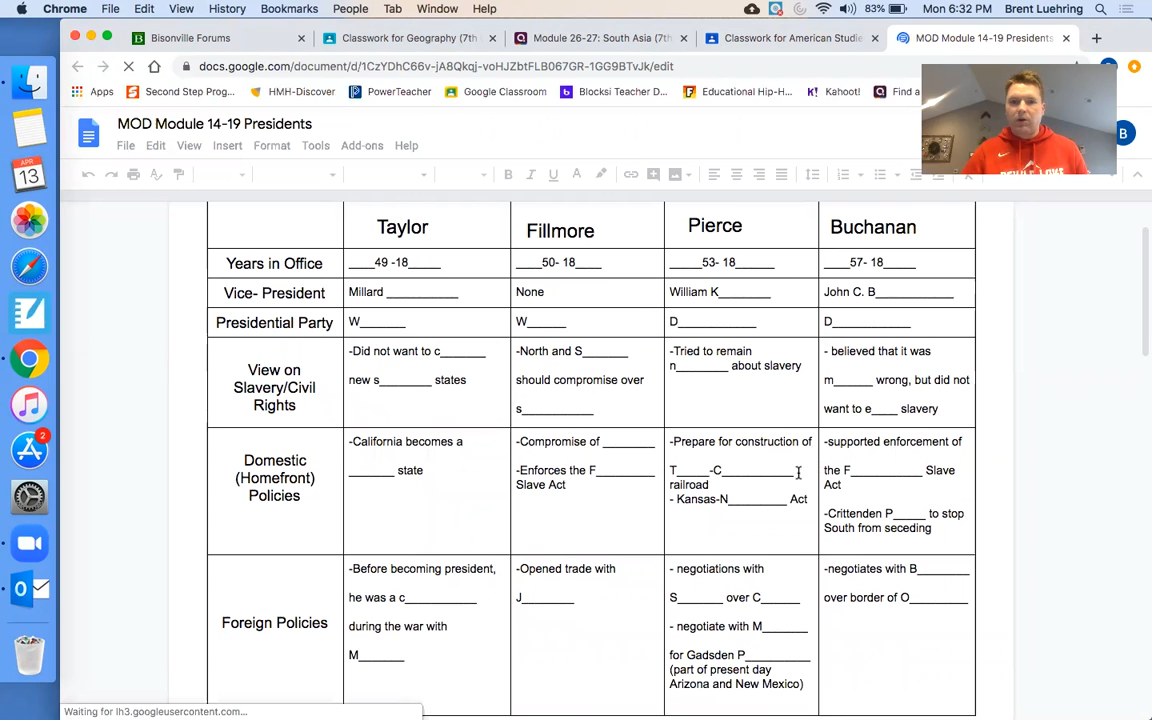 Chrome File Edit View History Bookmarks People Tab Window Help 83% Mon 6:32 PM Brent Luehring
Bisonville Forums Classwork for Geography (7th Module 26-27: South Asia (7th Classwork for American Studie MOD Module 14-19 Presidents
docs.google.com/document/d/1CzYDhC66v-jA8Qkqj-voHJZbtFLB067GR-1GG9BTvJk/edit
Apps Second Step Prog... HMH-Discover PowerTeacher Google Classroom Blocksi Teacher D... Educational Hip-H... Kahoot! Find a
MOD Module 14-19 Presidents
File Edit View Insert Format Tools Add-ons Help
B
APR
13
2
Taylor Fillmore Pierce Buchanan
Years in Office ____49 -18_____ ____50- 18____ _____53- 18______ ____57- 18_____
Vice- President Millard ___________ None William K________ John C. B____________
Presidential Party W_______ W______ D____________ D____________
View on
Slavery/Civil
Rights
-Did not want to c_______
new s________ states
-North and S_______
should compromise over
s___________
-Tried to remain
n________ about slavery
- believed that it was
m______ wrong, but did not
want to e____ slavery
Domestic
(Homefront)
Policies
-California becomes a
_______ state
-Compromise of ________
-Enforces the F_________
Slave Act
-Prepare for construction of
T_____-C___________
railroad
- Kansas-N_________ Act
-supported enforcement of
the F___________ Slave
Act
-Crittenden P_____ to stop
South from seceding
Foreign Policies
-Before becoming president,
he was a c___________
during the war with
M_______
-Opened trade with
J________
- negotiations with
S_______ over C______
- negotiate with M_______
for Gadsden P__________
(part of present day
Arizona and New Mexico)
-negotiates with B________
over border of O_________
Waiting for lh3.googleusercontent.com...